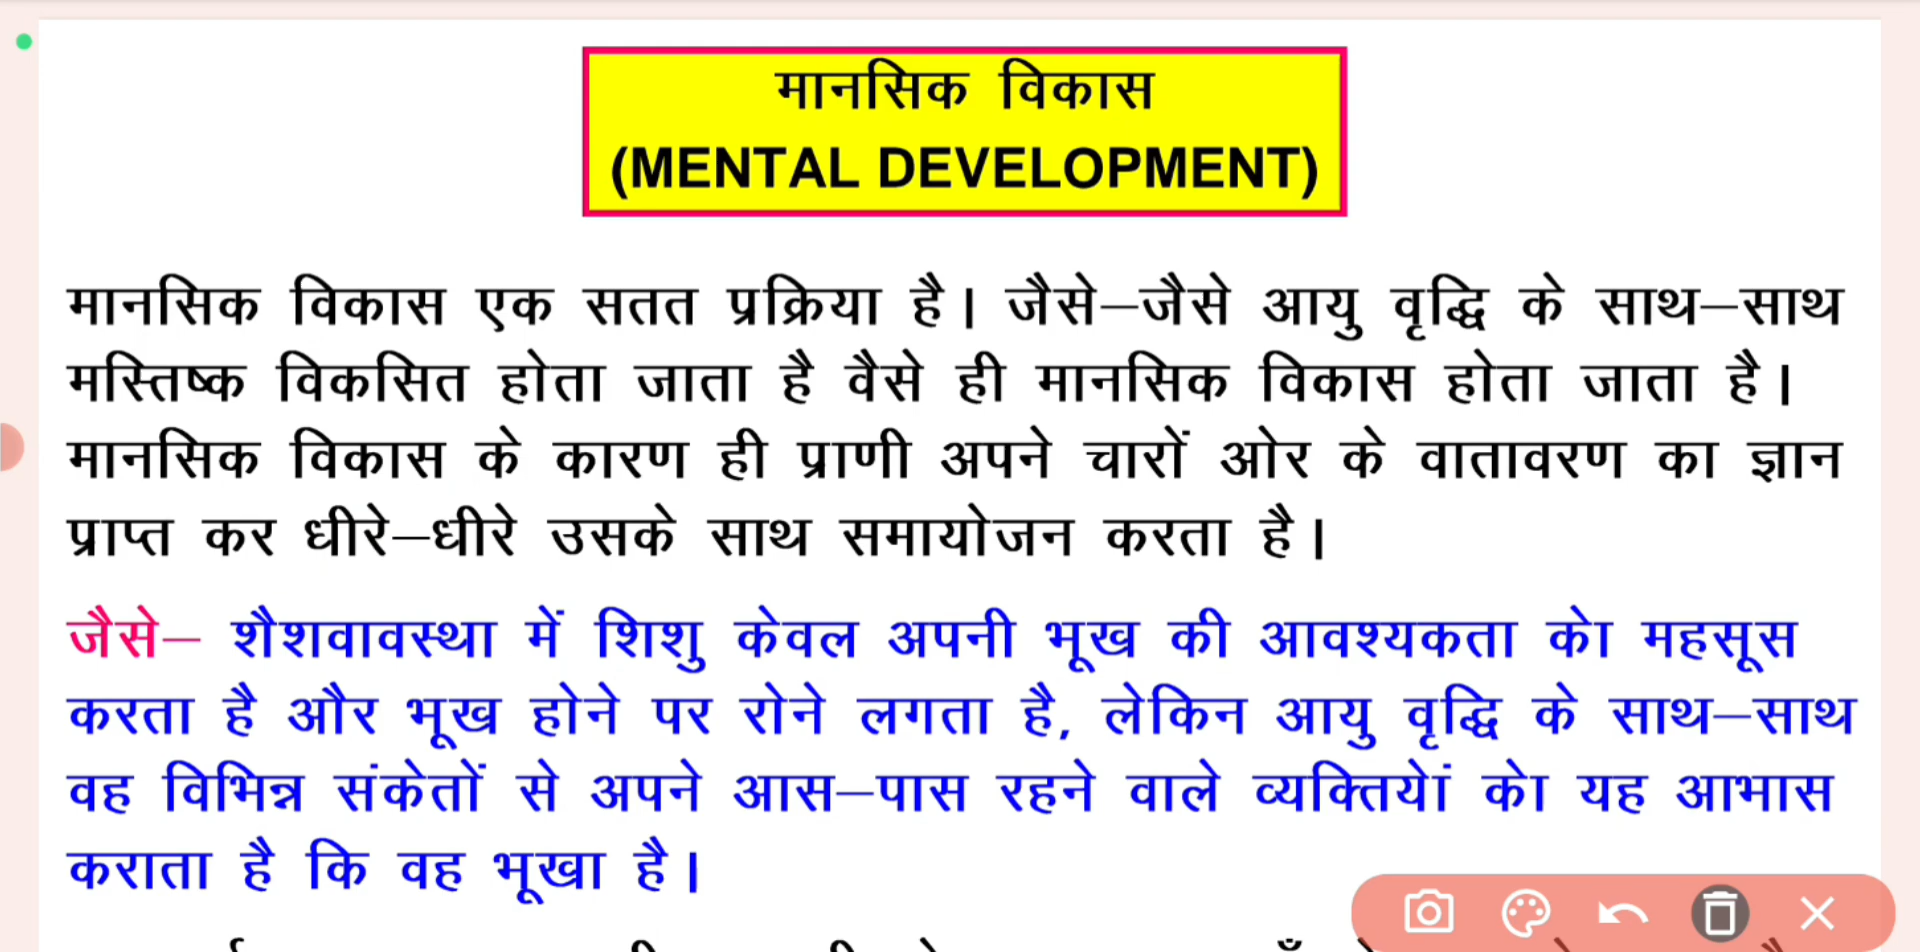 मानसिक विकास
(MENTAL DEVELOPMENT)
मानसिक विकास एक सतत प्रक्रिया है। जैसे–जैसे आयु वृद्धि के साथ–साथ
मस्तिष्क विकसित होता जाता है वैसे ही मानसिक विकास होता जाता है।
मानसिक विकास के कारण ही प्राणी अपने चारों ओर के वातावरण का ज्ञान
प्राप्त कर धीरे–धीरे उसके साथ समायोजन करता है।
जैसे– शैशवावस्था में शिशु केवल अपनी भूख की आवश्यकता को महसूस
करता है और भूख होने पर रोने लगता है, लेकिन आयु वृद्धि के साथ–साथ
वह विभिन्न संकेतों से अपने आस–पास रहने वाले व्यक्तियों को यह आभास
कराता है कि वह भूखा है।